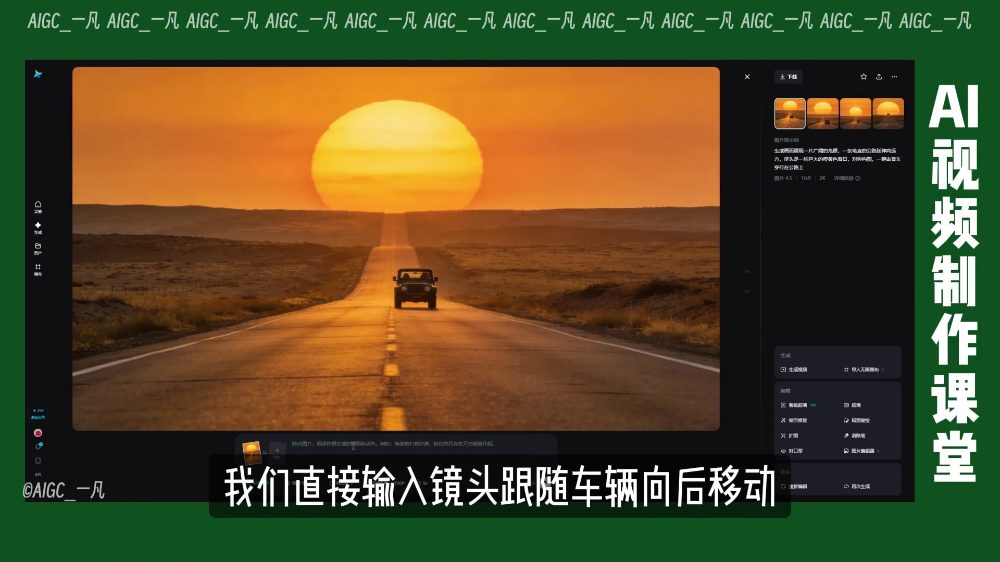 AIGC_一凡 AIGC_一凡 AIGC_一凡 AIGC_一凡 AIGC_一凡 AIGC_一凡 AIGC_一凡 AIGC_一凡 AIGC_一凡 AIGC_一凡 AIGC_一凡 AIGC_一凡
AI视频制作课堂
下载
图片提示词
生成画面展现一片广阔的荒原，一条笔直的公路延伸向远
方，尽头是一轮巨大的橙黄色落日，对称构图，一辆吉普车
穿行在公路上
图片 4.5 | 16:9 | 2K | 详细信息
灵感
生成
资产
画布
266
基础会员
1
API
生成
生成视频 导入无限画布
编辑
智能超清 New 超清
细节修复 局部重绘
扩图 消除笔
对口型 图片编辑器
更多
重新编辑 再次生成
结合图片，描述你想生成的画面和动作。例如：海浪拍打着沙滩，粉色的月亮在天空缓缓升起。
720P 5s
我们直接输入镜头跟随车辆向后移动
©AIGC_一凡